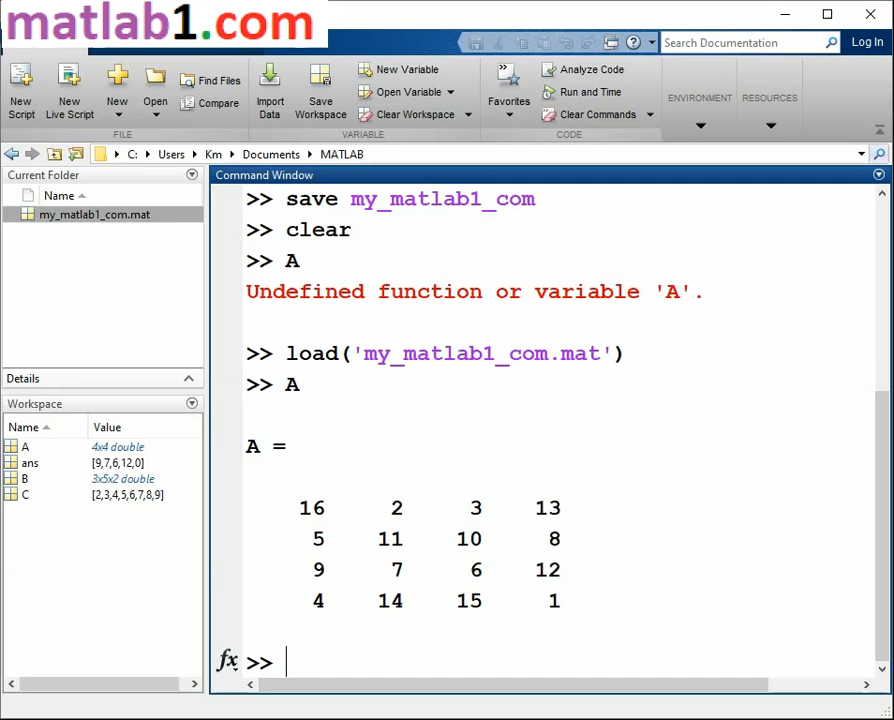 matlab1.com
Search Documentation
Log In
New Script
New Live Script
New
Open
Find Files
Compare
Import Data
Save Workspace
New Variable
Open Variable
Clear Workspace
Favorites
Analyze Code
Run and Time
Clear Commands
ENVIRONMENT
RESOURCES
FILE
VARIABLE
CODE
C: Users Km Documents MATLAB
Current Folder
Name
my_matlab1_com.mat
Details
Workspace
Name Value
A 4x4 double
ans [9,7,6,12,0]
B 3x5x2 double
C [2,3,4,5,6,7,8,9]
Command Window
>> save my_matlab1_com
>> clear
>> A
Undefined function or variable 'A'.
>> load('my_matlab1_com.mat')
>> A
A =
16 2 3 13
5 11 10 8
9 7 6 12
4 14 15 1
fx >>